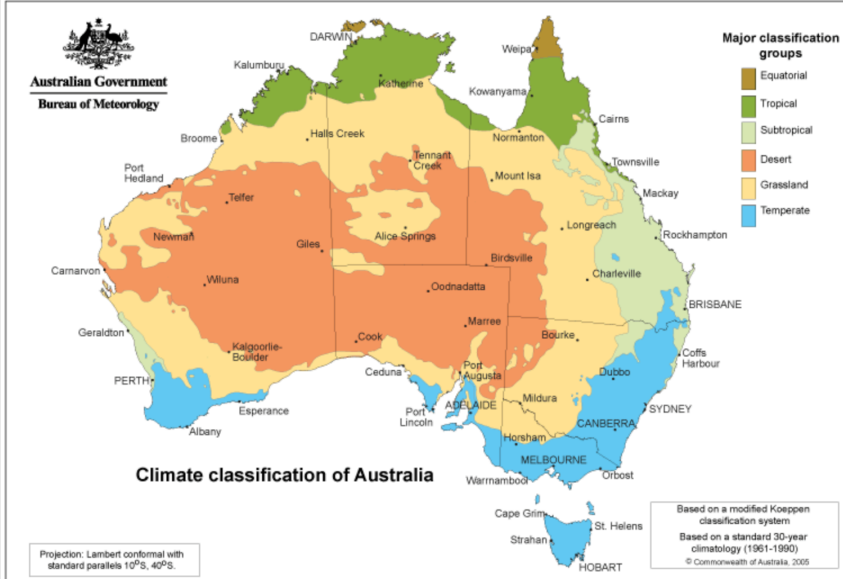 Australian Government
Bureau of Meteorology
DARWIN
Weipa
Major classification
groups
Equatorial
Tropical
Subtropical
Desert
Grassland
Temperate
Kalumburu
Katherine
Kowanyama
Cairns
Broome
Halls Creek
Normanton
Tennant
Creek
Townsville
Port
Hedland
Mount Isa
Telfer
Mackay
Newman
Alice Springs
Longreach
Rockhampton
Giles
Birdsville
Carnarvon
Wiluna
Charleville
Oodnadatta
BRISBANE
Marree
Geraldton
Cook
Bourke
Kalgoorlie-
Boulder
Coffs
Harbour
Ceduna
Port
Augusta
PERTH
Dubbo
Esperance
Port
Lincoln
ADELAIDE
Mildura
SYDNEY
Albany
CANBERRA
Horsham
MELBOURNE
Climate classification of Australia
Warrnambool
Orbost
Cape Grim
St. Helens
Strahan
HOBART
Based on a modified Koeppen
classification system
Based on a standard 30-year
climatology (1961-1990)
© Commonwealth of Australia, 2005
Projection: Lambert conformal with
standard parallels 10°S, 40°S.